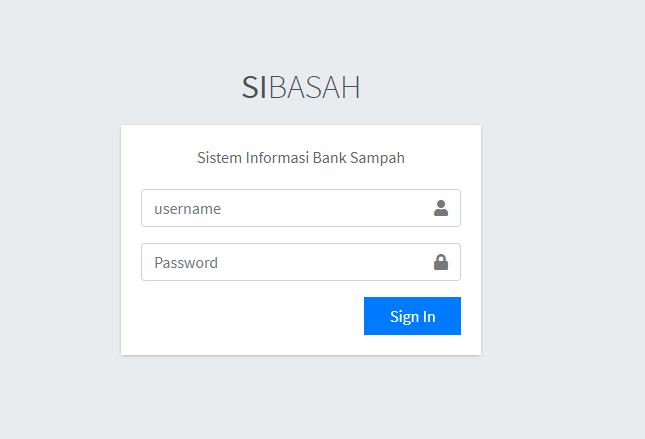 SIBASAH
Sistem Informasi Bank Sampah
username
Password
Sign In